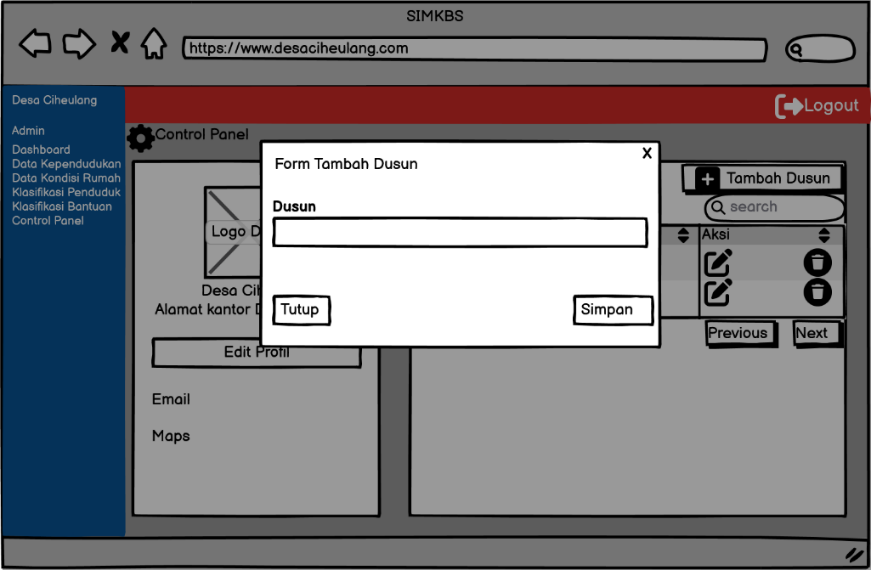 SIMKBS
https://www.desaciheulang.com
Desa Ciheulang
Logout
Admin
Dashboard
Data Kependudukan
Data Kondisi Rumah
Klasifikasi Penduduk
Klasifikasi Bantuan
Control Panel
Control Panel
Form Tambah Dusun
X
Dusun
Tutup
Simpan
Logo D
Desa Cih
Alamat kantor
Edit Profil
Email
Maps
Tambah Dusun
search
Aksi
Previous
Next